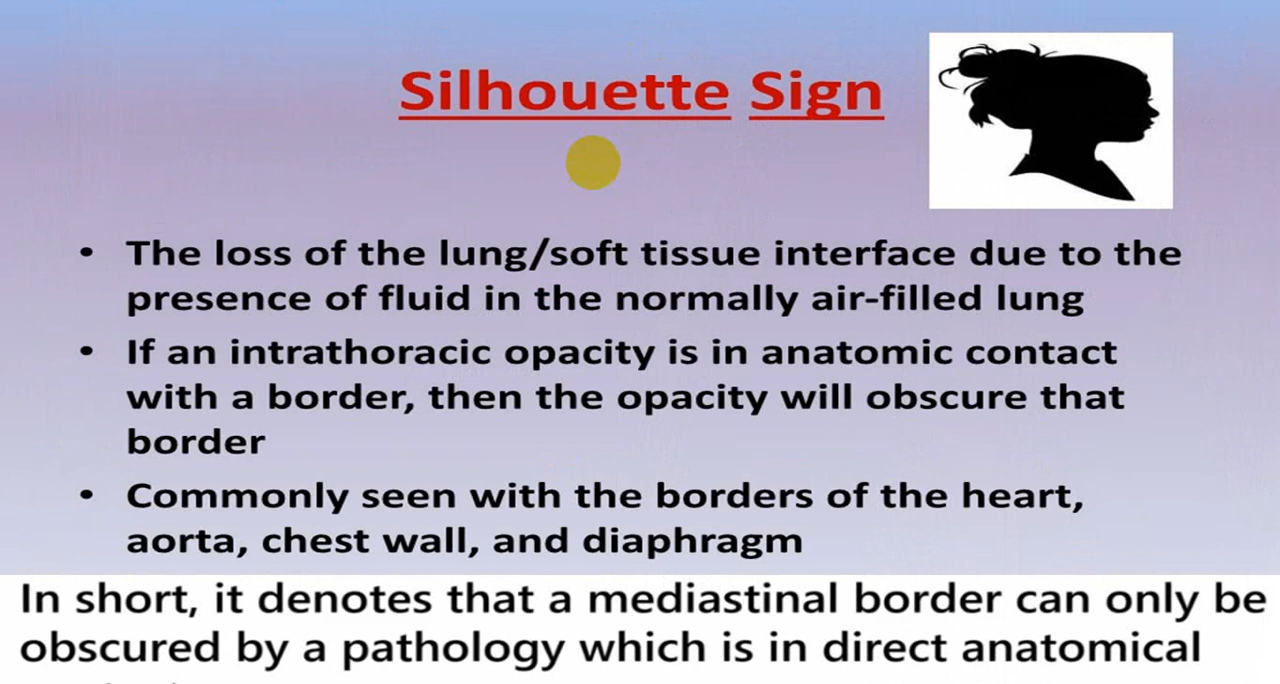 Silhouette Sign
• The loss of the lung/soft tissue interface due to the
presence of fluid in the normally air-filled lung
• If an intrathoracic opacity is in anatomic contact
with a border, then the opacity will obscure that
border
• Commonly seen with the borders of the heart,
aorta, chest wall, and diaphragm
In short, it denotes that a mediastinal border can only be
obscured by a pathology which is in direct anatomical